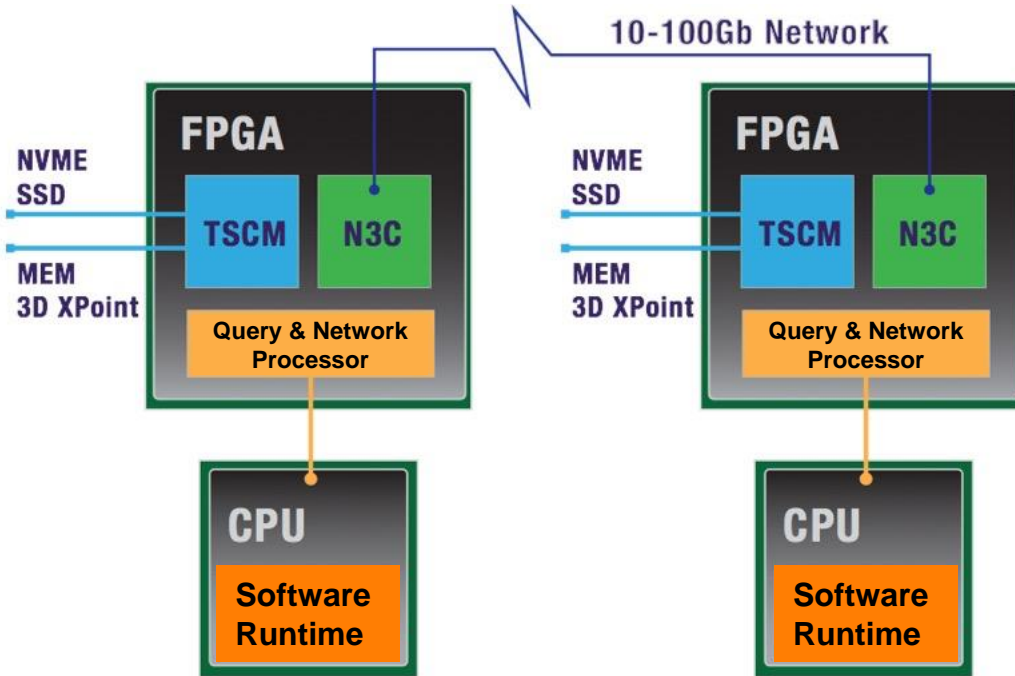 10-100Gb Network
FPGA
NVME
SSD
TSCM
N3C
MEM
3D XPoint
Query & Network
Processor
CPU
Software
Runtime
FPGA
NVME
SSD
TSCM
N3C
MEM
3D XPoint
Query & Network
Processor
CPU
Software
Runtime